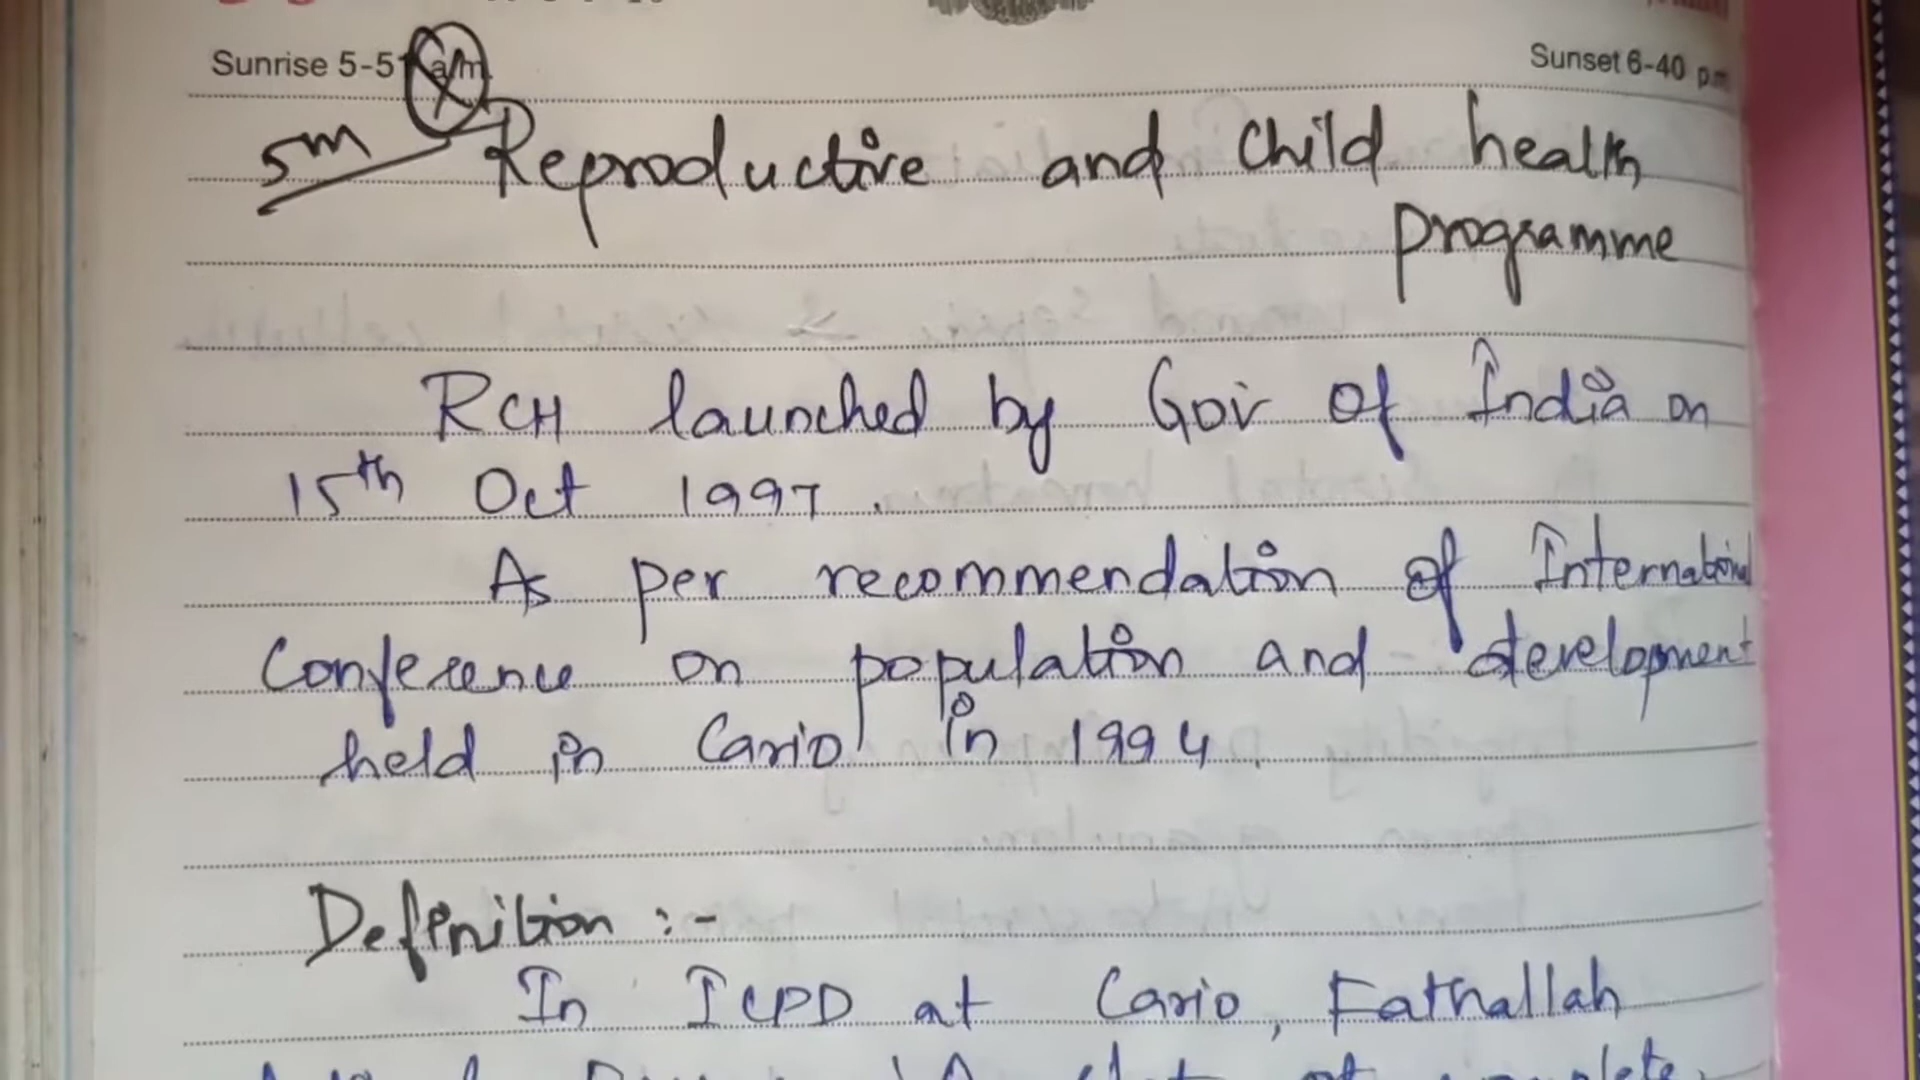 Sunrise 5-51 a/m
Sunset 6-40 p.m
5m Reproductive and child health
programme
RCH launched by Gov of India on
15th Oct 1997.
As per recommendation of International
Conference on population and development
held in Cario in 1994.
Definition :-
In ICPD at Cario, Fathallah